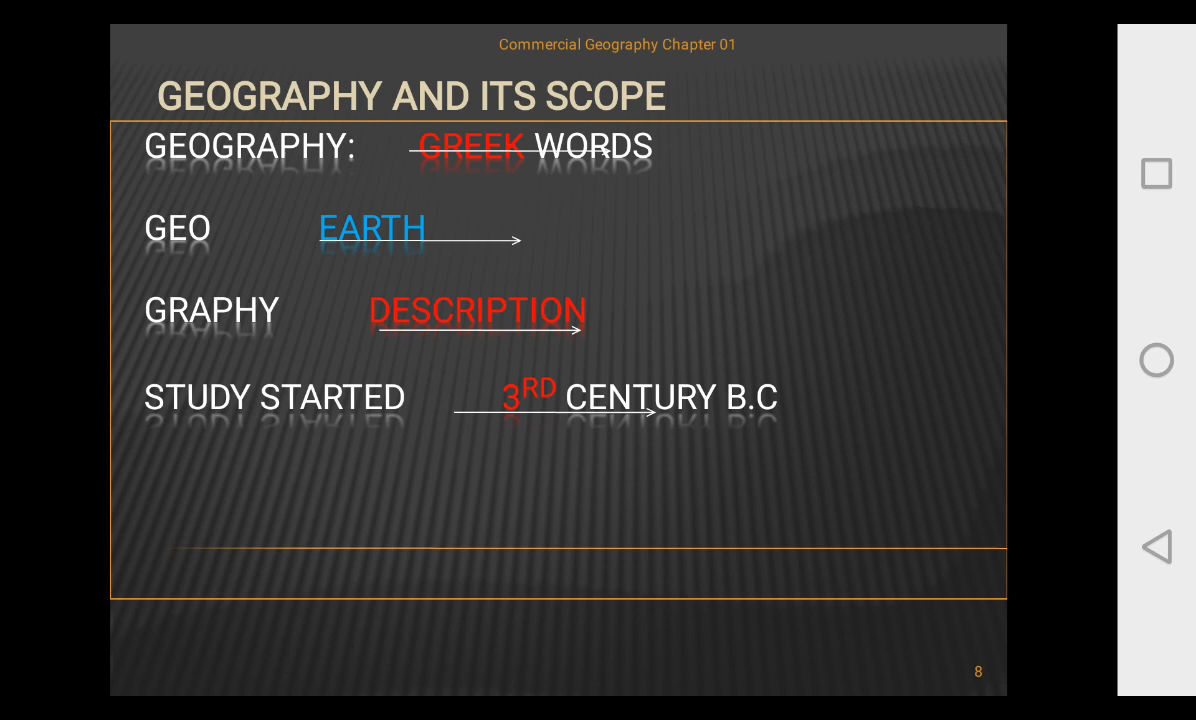 Commercial Geography Chapter 01
GEOGRAPHY AND ITS SCOPE
GEOGRAPHY: GREEK WORDS
GEO EARTH
GRAPHY DESCRIPTION
STUDY STARTED 3RD CENTURY B.C
8